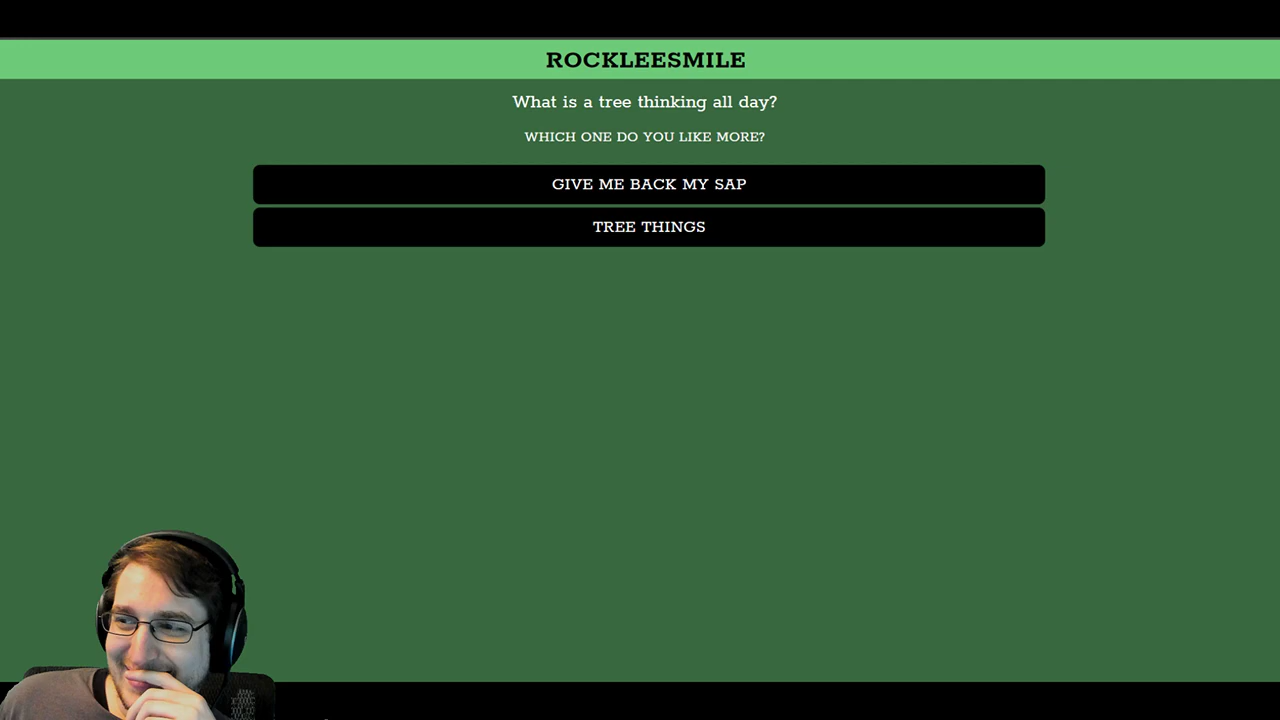 ROCKLEESMILE
What is a tree thinking all day?
WHICH ONE DO YOU LIKE MORE?
GIVE ME BACK MY SAP
TREE THINGS